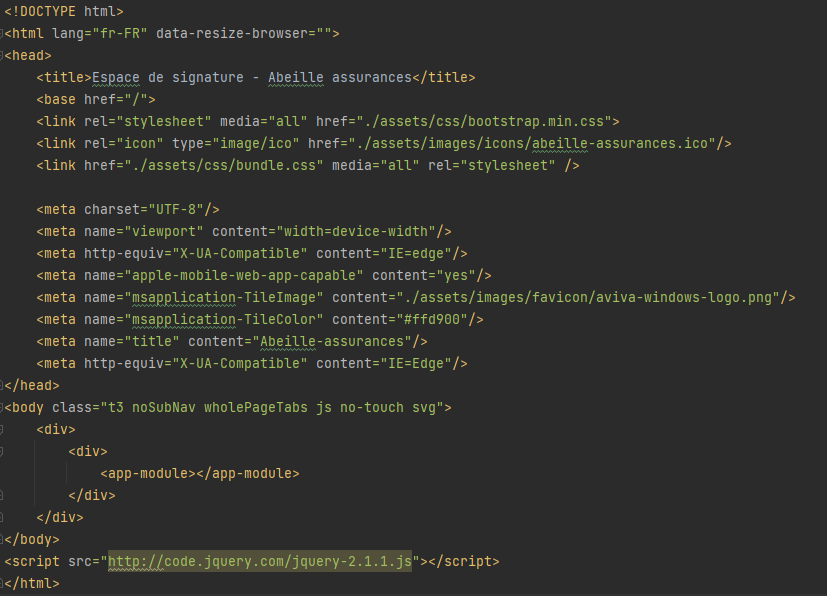 <!DOCTYPE html>
<html lang="fr-FR" data-resize-browser="">
<head>
    <title>Espace de signature - Abeille assurances</title>
    <base href="/">
    <link rel="stylesheet" media="all" href="./assets/css/bootstrap.min.css">
    <link rel="icon" type="image/ico" href="./assets/images/icons/abeille-assurances.ico"/>
    <link href="./assets/css/bundle.css" media="all" rel="stylesheet" />

    <meta charset="UTF-8"/>
    <meta name="viewport" content="width=device-width"/>
    <meta http-equiv="X-UA-Compatible" content="IE=edge"/>
    <meta name="apple-mobile-web-app-capable" content="yes"/>
    <meta name="msapplication-TileImage" content="./assets/images/favicon/aviva-windows-logo.png"/>
    <meta name="msapplication-TileColor" content="#ffd900"/>
    <meta name="title" content="Abeille-assurances"/>
    <meta http-equiv="X-UA-Compatible" content="IE=Edge"/>
</head>
<body class="t3 noSubNav wholePageTabs js no-touch svg">
    <div>
        <div>
            <app-module></app-module>
        </div>
    </div>
</body>
<script src="http://code.jquery.com/jquery-2.1.1.js"></script>
</html>